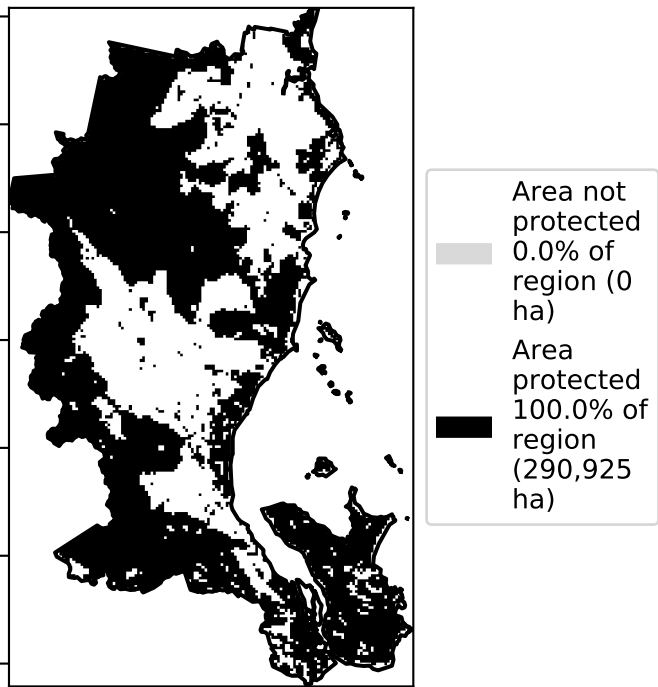 Area not
protected
0.0% of
region (0
ha)
Area
protected
100.0% of
region
(290,925
ha)